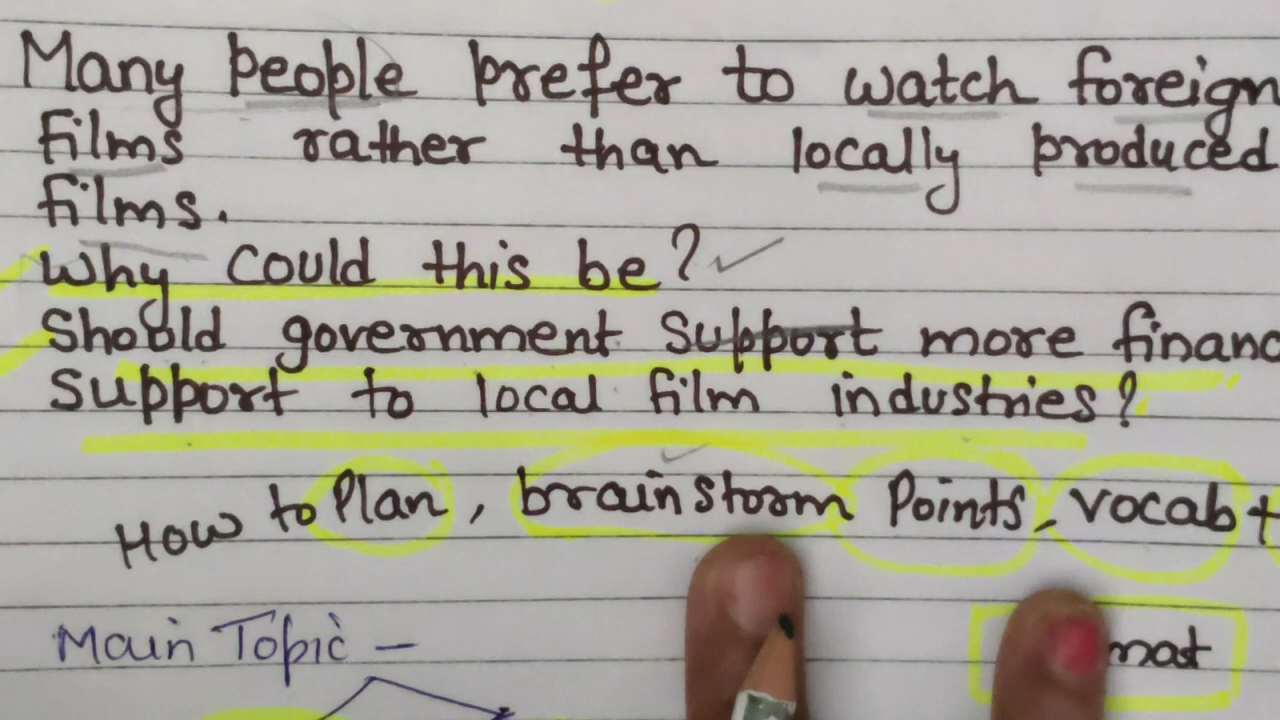 Many people prefer to watch foreign
films rather than locally produced
films.
Why could this be?
Should government support more financ
support to local film industries?
How to Plan, brainstorm Points, vocab +
Main Topic -
mat